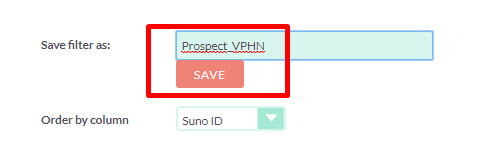 Save filter as: Prospect_VPHN
SAVE
Order by column Suno ID